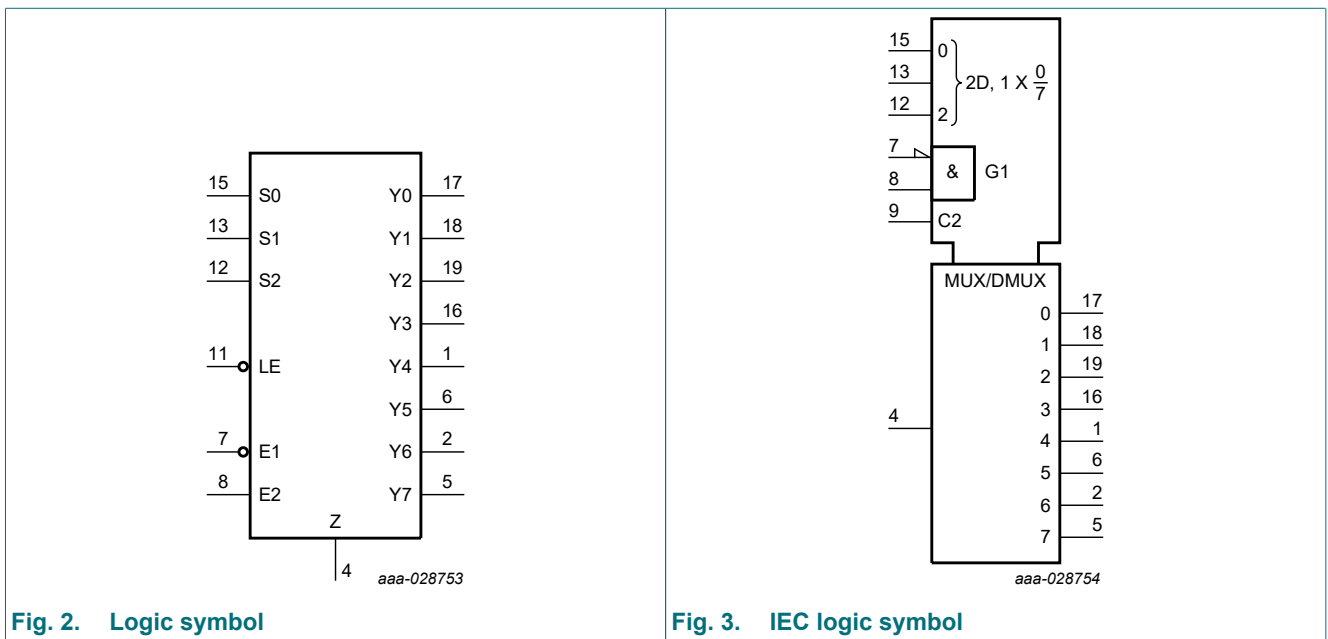 15 S0 Y0 17
13 S1 Y1 18
12 S2 Y2 19
Y3 16
11 LE Y4 1
Y5 6
7 E1 Y6 2
8 E2 Y7 5
Z
4
aaa-028753
Fig. 2. Logic symbol
15 0
13 2D, 1 X 0/7
12 2
7
& G1
8
9 C2
MUX/DMUX
0 17
1 18
2 19
3 16
4
4 1
5 6
6 2
7 5
aaa-028754
Fig. 3. IEC logic symbol